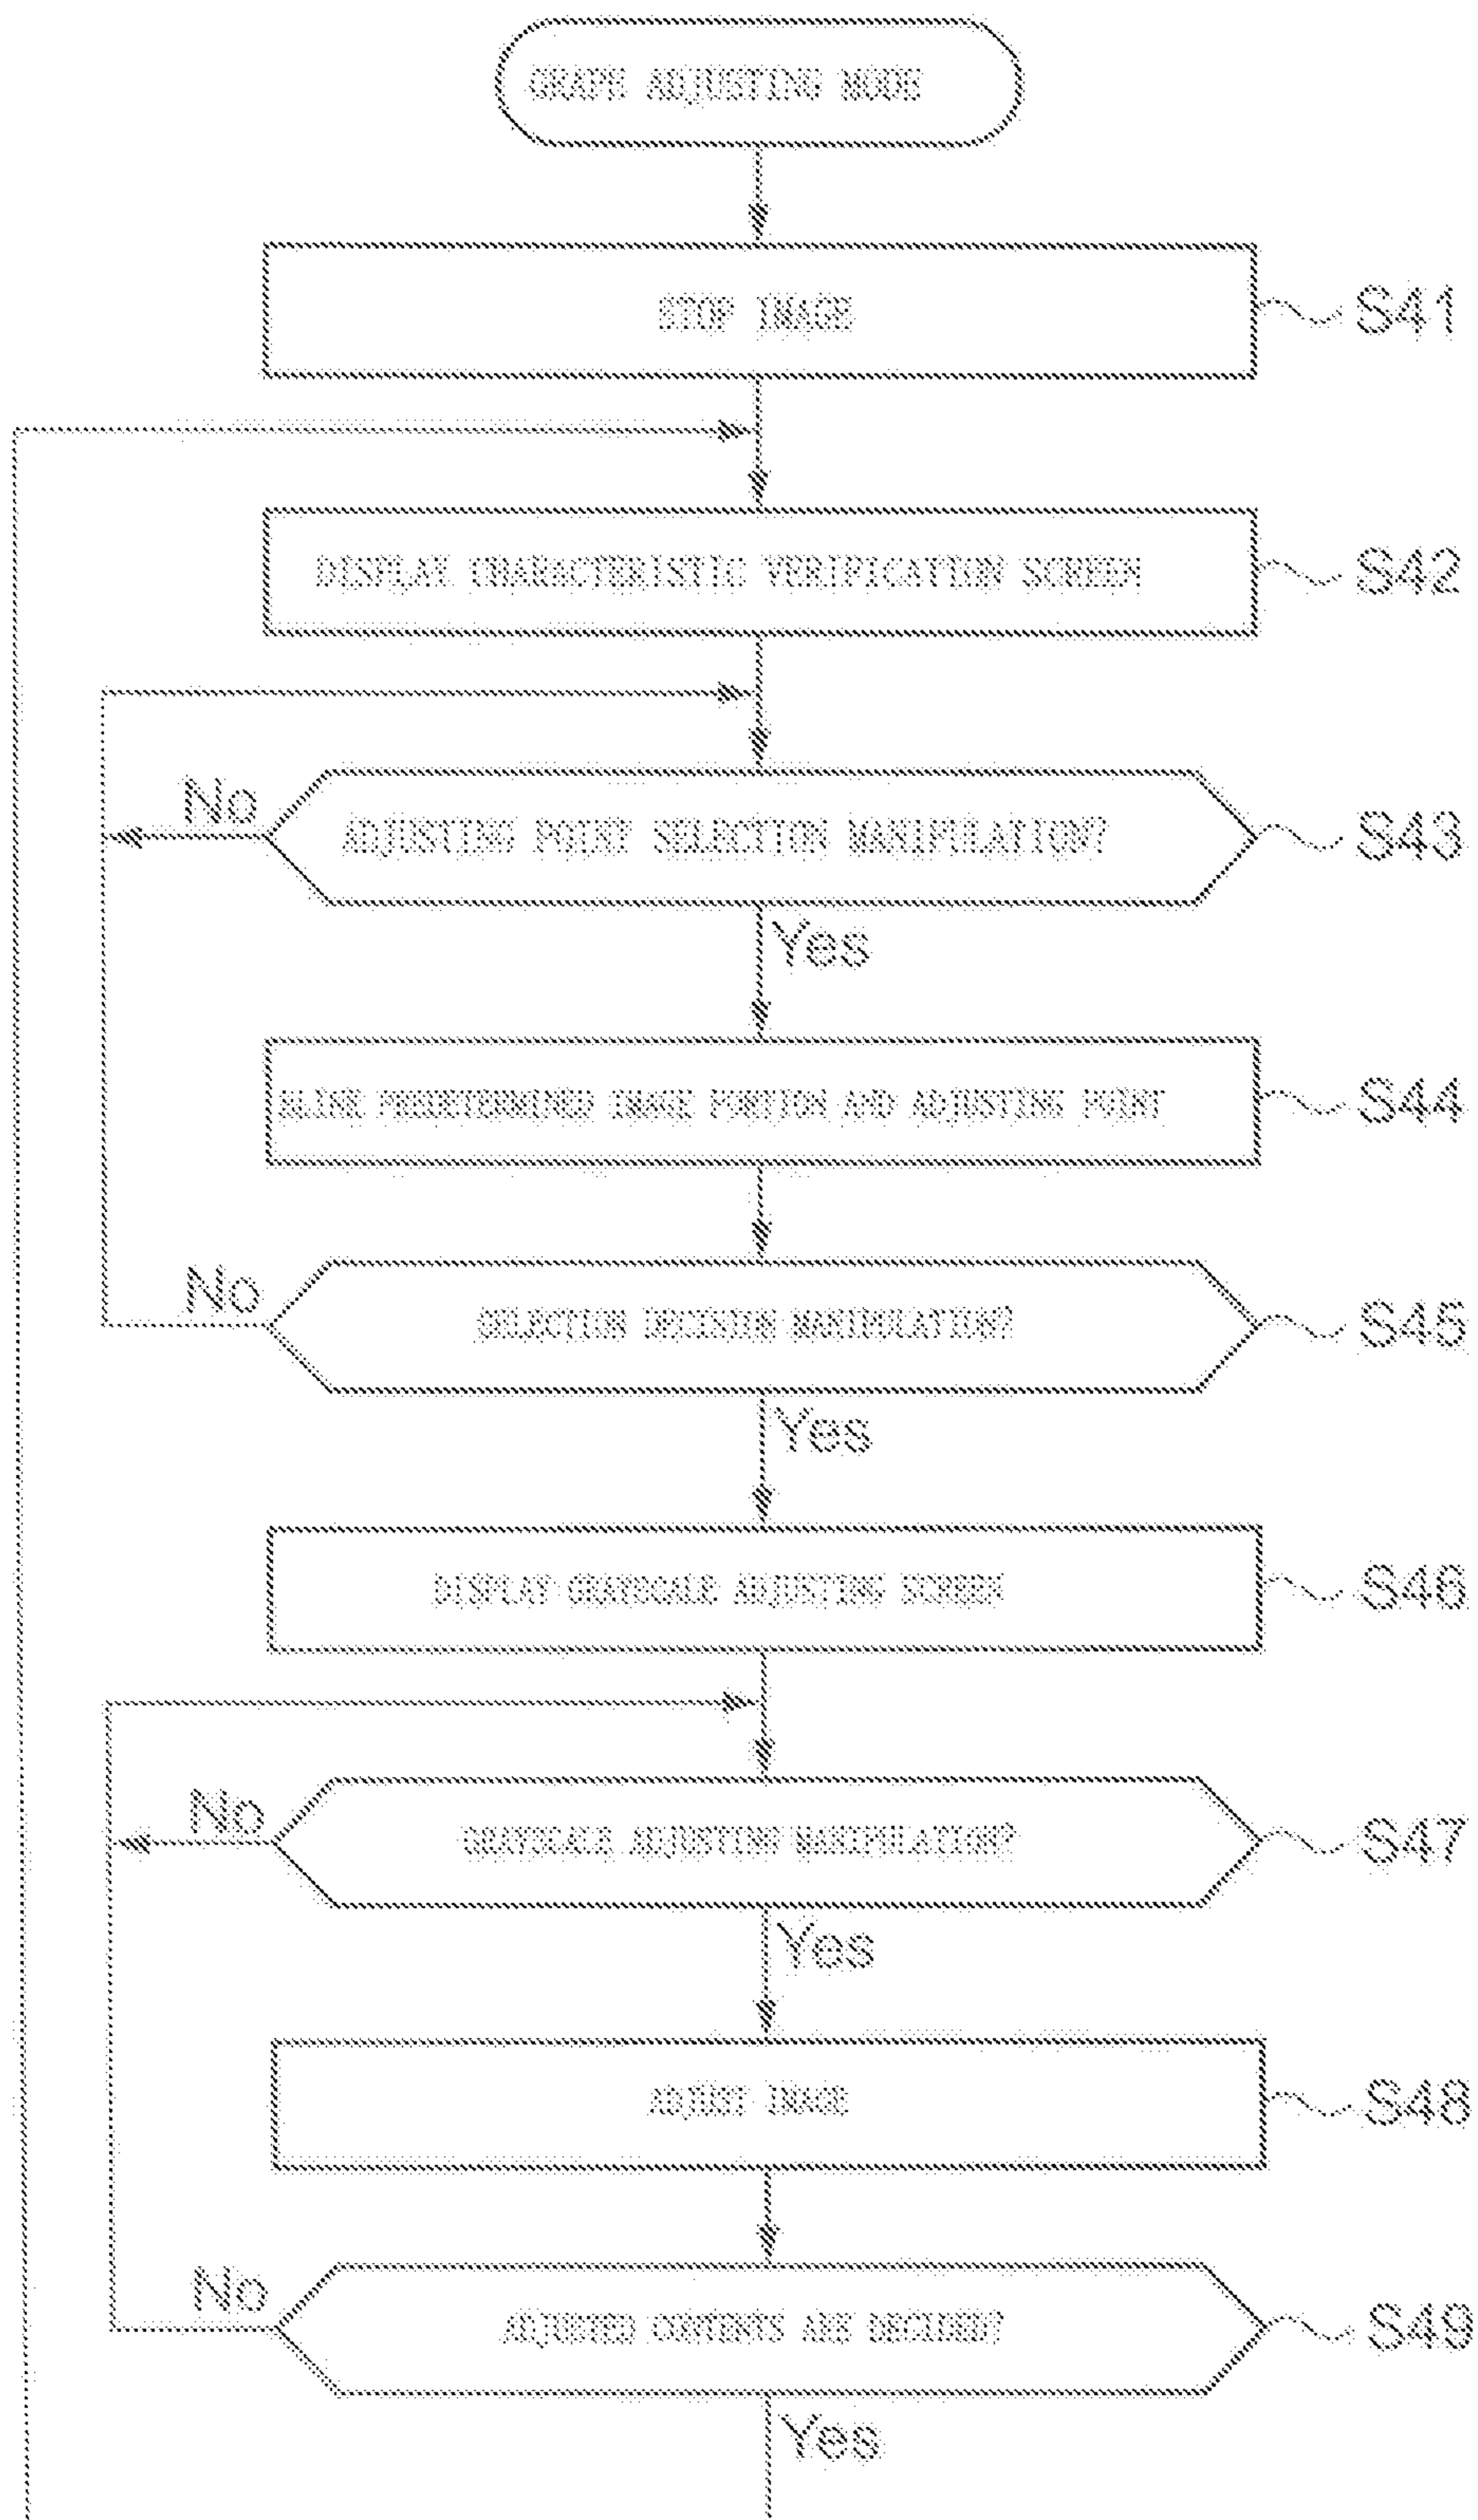 GRAPH ADJUSTING MODE
STOP IMAGE
S41
DISPLAY CHARACTERISTIC VERIFICATION SCREEN
S42
No
ADJUSTING POINT SELECTION MANIPULATION?
S43
Yes
BLINK PREDETERMINED IMAGE PORTION AND ADJUSTING POINT
S44
No
SELECTION DECISION MANIPULATION?
S45
Yes
DISPLAY GRAYSCALE ADJUSTING SCREEN
S46
No
GRAYSCALE ADJUSTING MANIPULATION?
S47
Yes
ADJUST IMAGE
S48
No
ADJUSTED CONTENTS ARE DECIDED?
S49
Yes